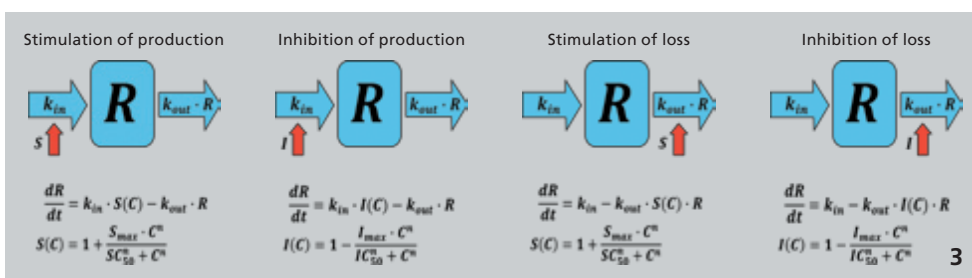 Stimulation of production
Inhibition of production
Stimulation of loss
Inhibition of loss
k_in R k_out · R
k_in R k_out · R
k_in R k_out · R
k_in R k_out · R
S
I
S
I
dR/dt = k_in · S(C) − k_out · R
dR/dt = k_in · I(C) − k_out · R
dR/dt = k_in − k_out · S(C) · R
dR/dt = k_in − k_out · I(C) · R
S(C) = 1 + S_max · C^n / SC_50^n + C^n
I(C) = 1 − I_max · C^n / IC_50^n + C^n
S(C) = 1 + S_max · C^n / SC_50^n + C^n
I(C) = 1 − I_max · C^n / IC_50^n + C^n
3